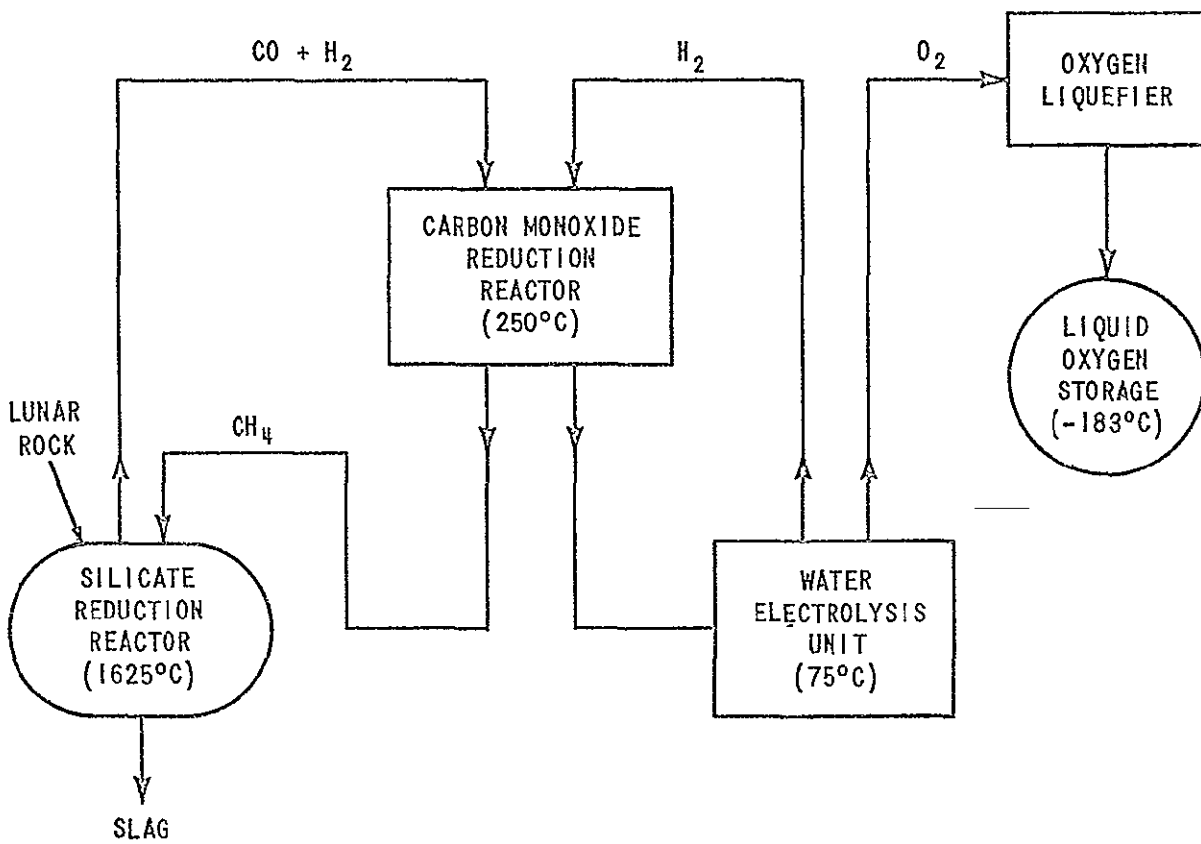 CO + H₂
H₂
O₂
OXYGEN
LIQUEFIER
CARBON MONOXIDE
REDUCTION
REACTOR
(250°C)
LIQUID
OXYGEN
STORAGE
(-183°C)
LUNAR
ROCK
CH₄
SILICATE
REDUCTION
REACTOR
(1625°C)
WATER
ELECTROLYSIS
UNIT
(75°C)
SLAG